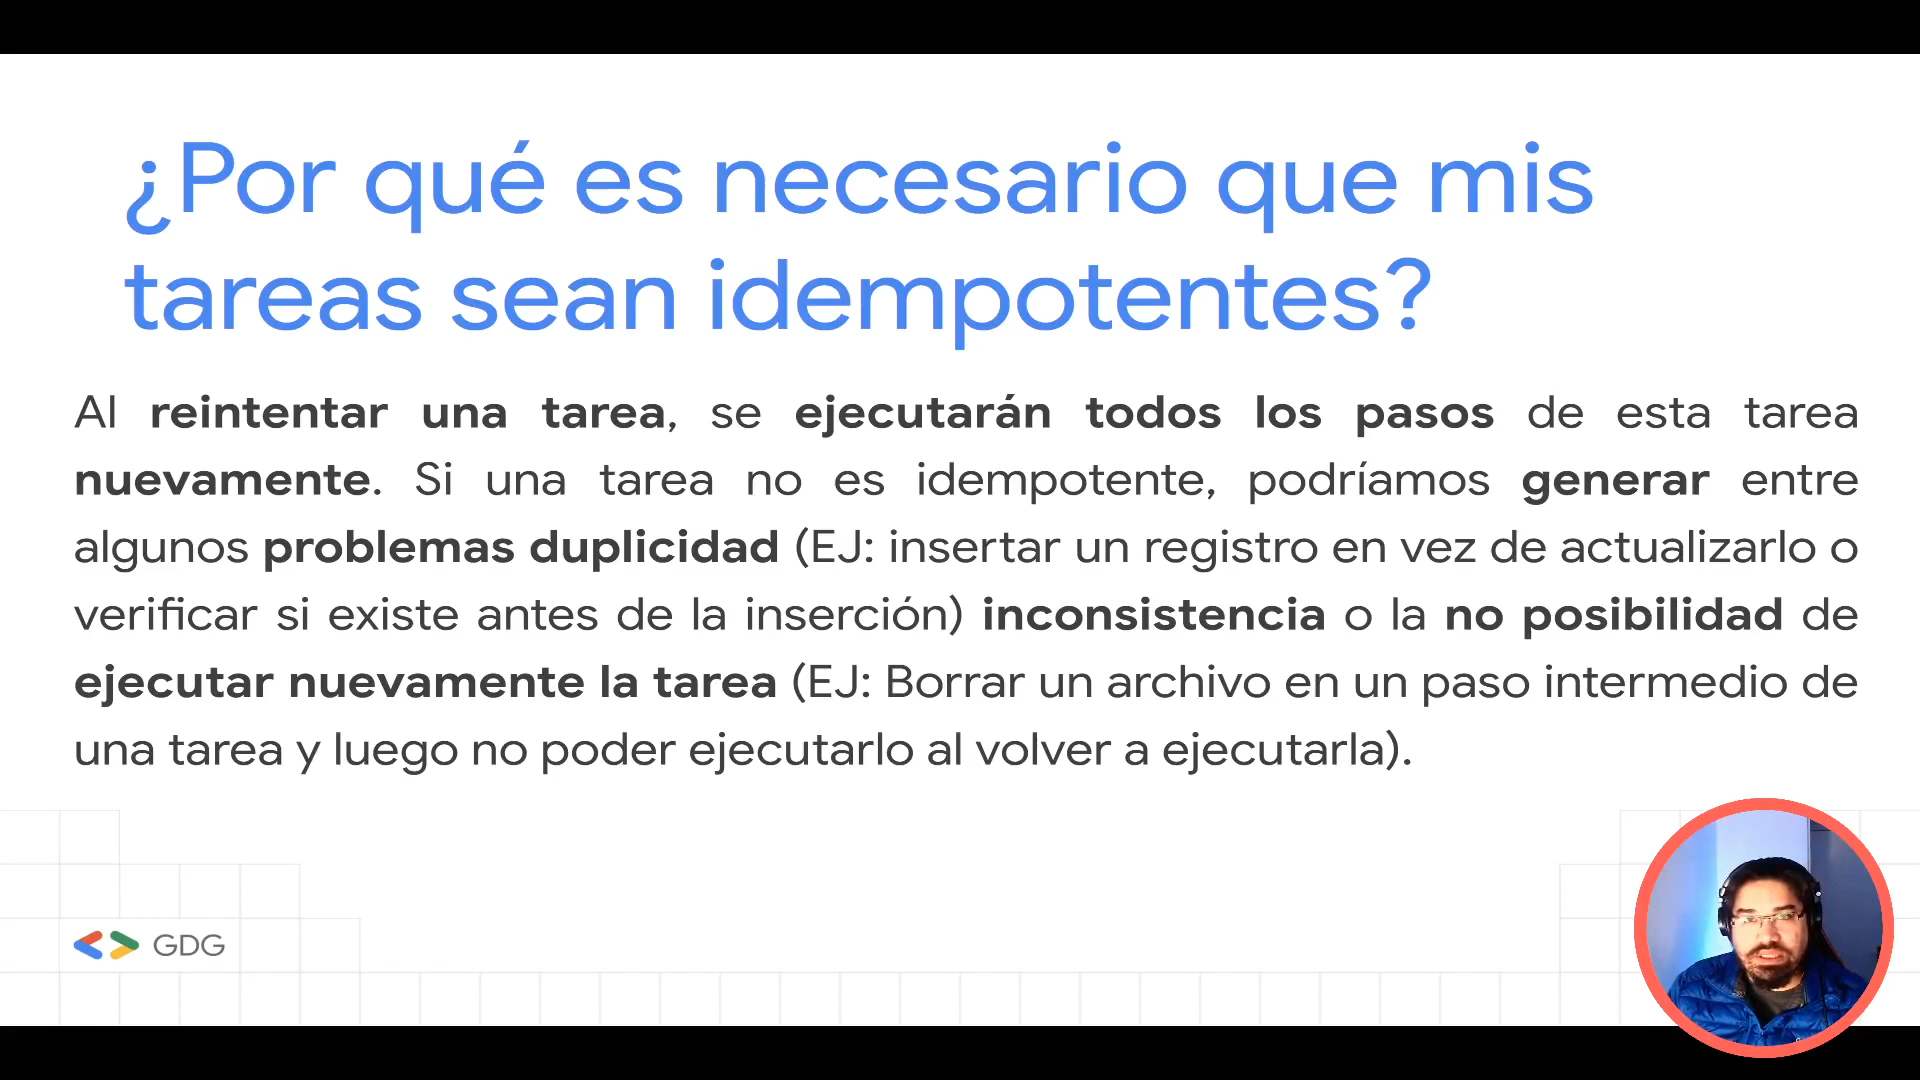 ¿Por qué es necesario que mis
tareas sean idempotentes?
Al reintentar una tarea, se ejecutarán todos los pasos de esta tarea
nuevamente. Si una tarea no es idempotente, podríamos generar entre
algunos problemas duplicidad (EJ: insertar un registro en vez de actualizarlo o
verificar si existe antes de la inserción) inconsistencia o la no posibilidad de
ejecutar nuevamente la tarea (EJ: Borrar un archivo en un paso intermedio de
una tarea y luego no poder ejecutarlo al volver a ejecutarla).
GDG